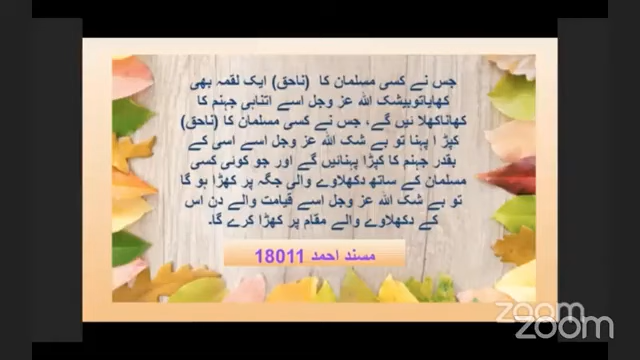 جس نے کسی مسلمان کا (ناحق) ایک لقمہ بھی
کھایاتوبیشک اللہ عز وجل اسے اتناہی جہنم کا
کھاناکھلا ئیں گے، جس نے کسی مسلمان کا (ناحق)
کپڑ ا پہنا تو بے شک اللہ عز وجل اسے اسی کے
بقدر جہنم کا کپڑا پہنائیں گے اور جو کوئی کسی
مسلمان کے ساتھ دکھلاوے والی جگہ پر کھڑا ہو گا
تو بے شک اللہ عز وجل اسے قیامت والے دن اس
کے دکھلاوے والے مقام پر کھڑا کرے گا۔
مسند احمد 18011
zoom
zoom